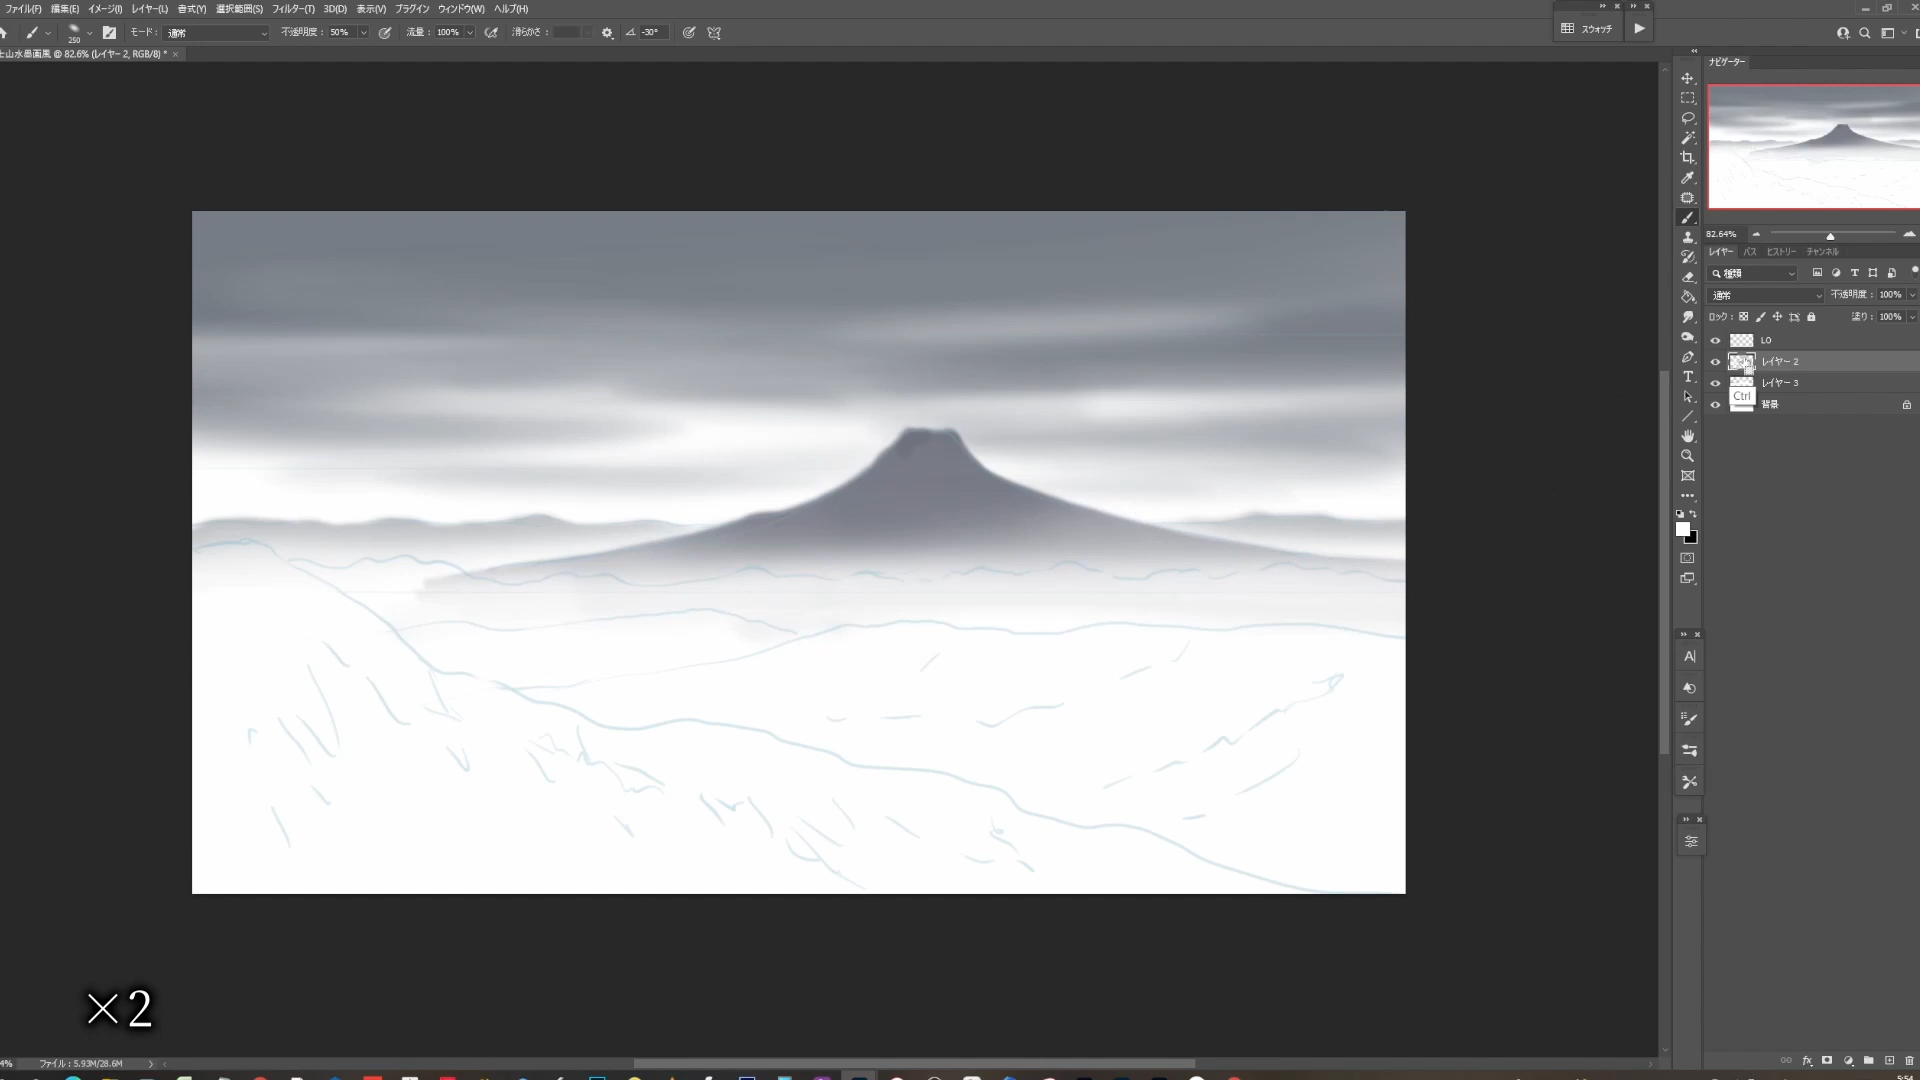 ファイル(F) 編集(E) イメージ(I) レイヤー(L) 書式(Y) 選択範囲(S) フィルター(T) 3D(D) 表示(V) プラグイン ウィンドウ(W) ヘルプ(H)
250 モード: 通常 不透明度: 50% 流量: 100% 滑らかさ: -30°
スウォッチ
士山水墨画風 @ 82.6% (レイヤー 2, RGB/8) *
ナビゲーター
82.64%
レイヤー パス ヒストリー チャンネル
種類
通常 不透明度: 100%
ロック: 塗り: 100%
LO
レイヤー 2
レイヤー 3
Ctrl
背景
×2
4% ファイル: 5.93M/28.6M
5:54